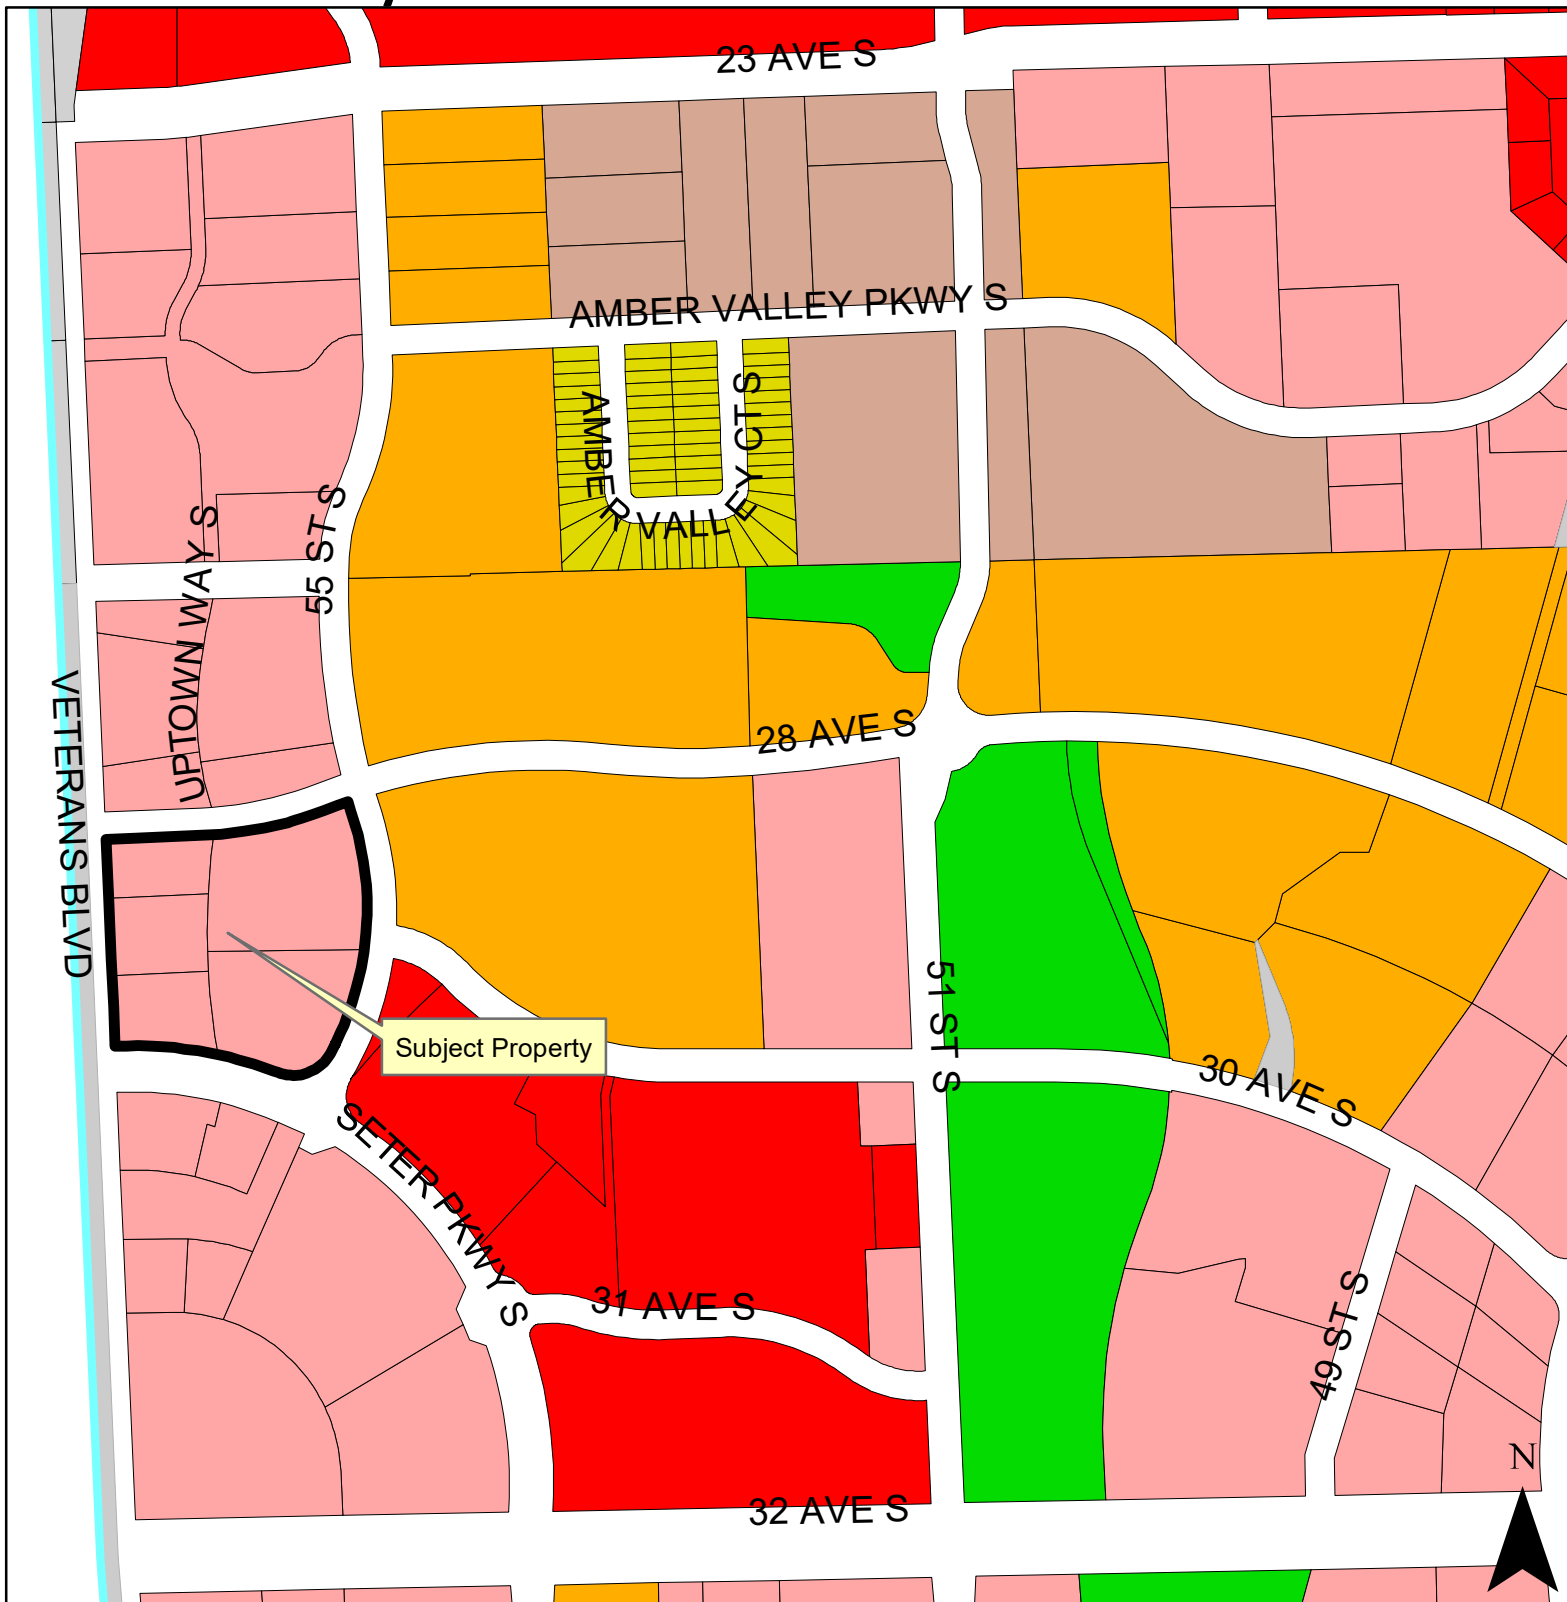 23 AVE S
AMBER VALLEY PKWY S
AMBER VALLEY CT S
55 ST S
UPTOWN WAY S
VETERANS BLVD
28 AVE S
51 ST S
Subject Property
30 AVE S
SETER PKWY S
31 AVE S
49 ST S
N
32 AVE S